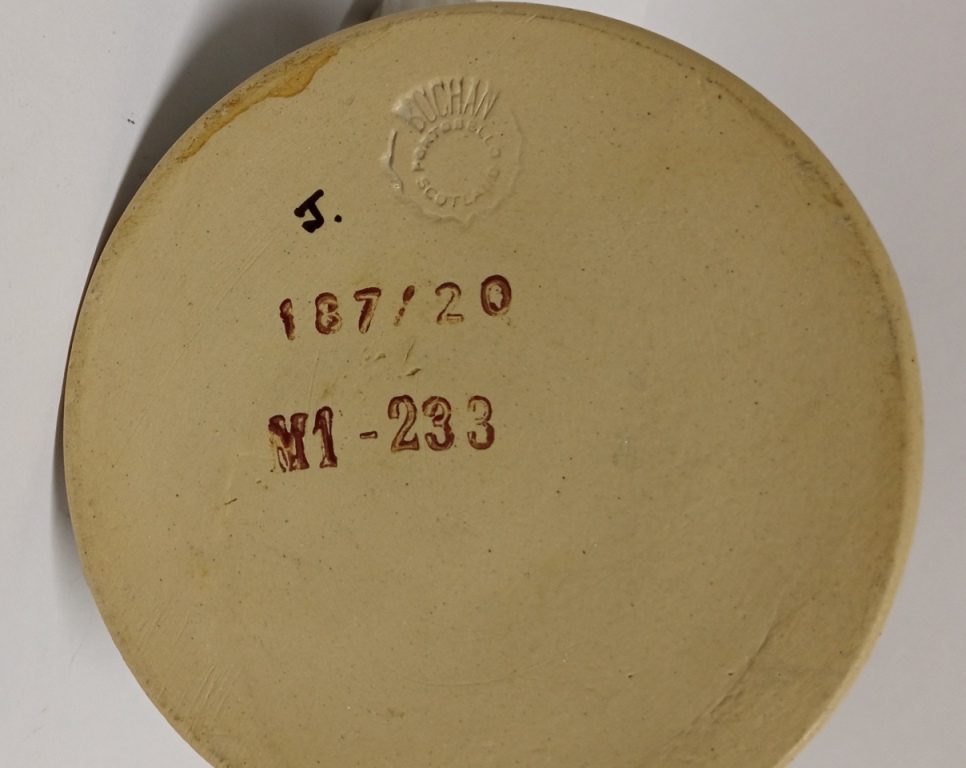 BUCHAN
PORTOBELLO
SCOTLAND
J.
187/20
M1-233